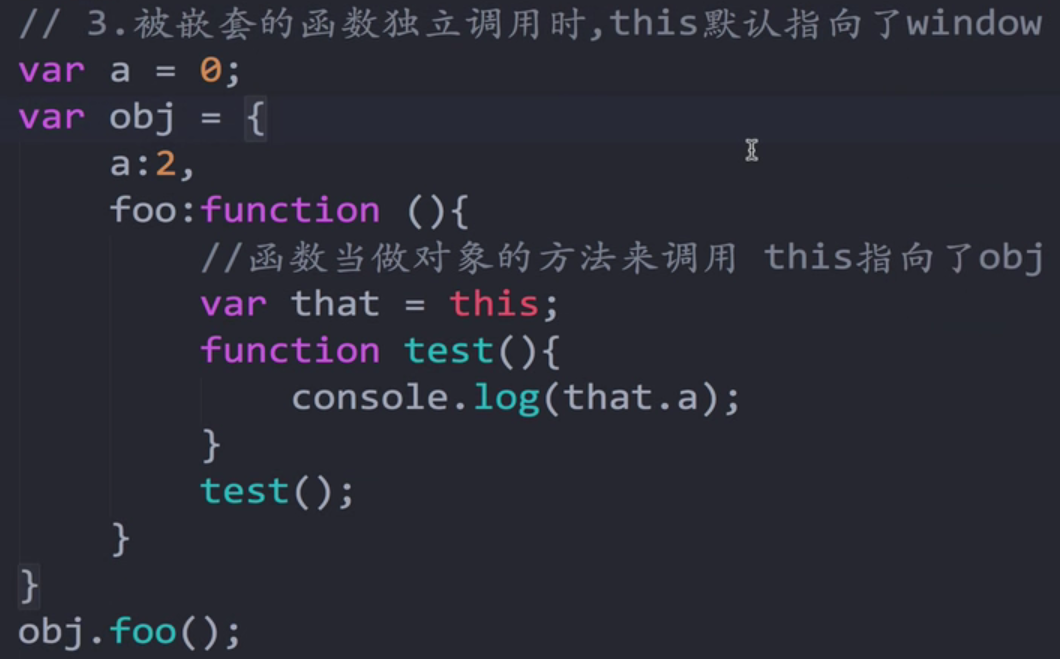 // 3.被嵌套的函数独立调用时,this默认指向了window
var a = 0;
var obj = {
a:2,
foo:function (){
//函数当做对象的方法来调用 this指向了obj
var that = this;
function test(){
console.log(that.a);
}
test();
}
}
obj.foo();